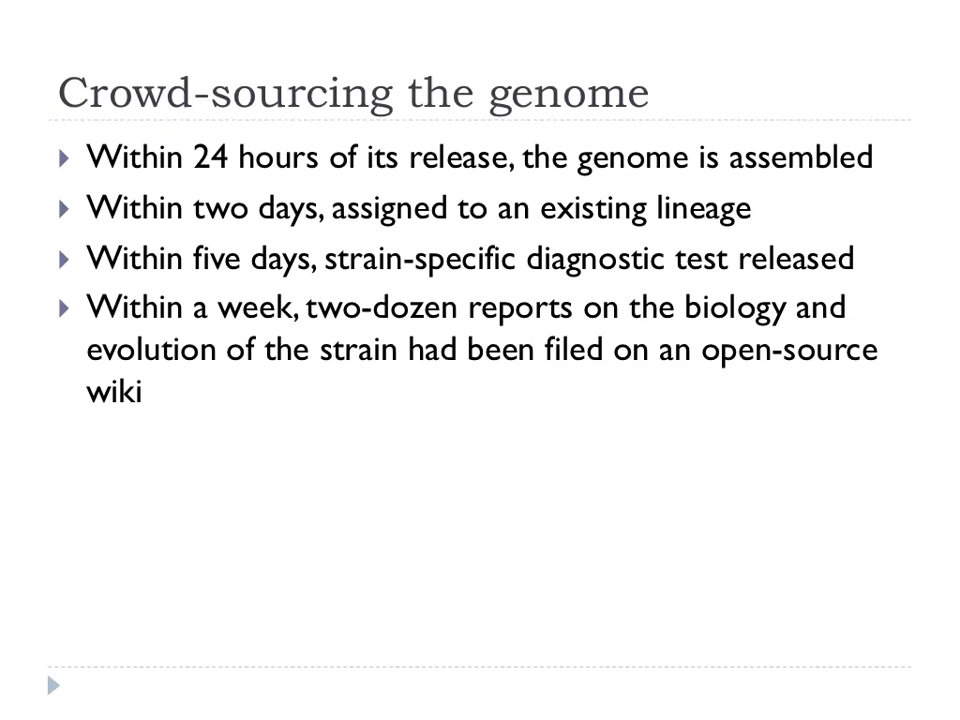 Crowd-sourcing the genome
Within 24 hours of its release, the genome is assembled
Within two days, assigned to an existing lineage
Within five days, strain-specific diagnostic test released
Within a week, two-dozen reports on the biology and
evolution of the strain had been filed on an open-source
wiki